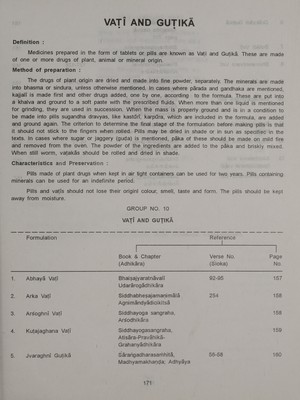 VAṬĪ AND GUṬIKĀ
Definition :
Medicines prepared in the form of tablets or pills are known as Vaṭī and Guṭikā. These are made
of one or more drugs of plant, animal or mineral origin.
Method of preparation :
The drugs of plant origin are dried and made into fine powder, separately. The minerals are made
into bhasma or sindura, unless otherwise mentioned. In cases where pārada and gandhaka are mentioned,
kajjalī is made first and other drugs added, one by one, according to the formula. These are put into
a khalva and ground to a soft paste with the prescribed fluids. When more than one liquid is mentioned
for grinding, they are used in succession. When the mass is properly ground and is in a condition to
be made into pills sugandha dravyas, like kastūrī, karpūra, which are included in the formula, are added
and ground again. The criterion to determine the final stage of the formulation before making pills is that
it should not stick to the fingers when rolled. Pills may be dried in shade or in sun as specified in the
texts. In cases where sugar or jaggery (guḍa) is mentioned, pāka of these should be made on mild fire
and removed from the oven. The powder of the ingredients are added to the pāka and briskly mixed.
When still warm, vaṭakās should be rolled and dried in shade.
Characteristics and Preservation :
Pills made of plant drugs when kept in air tight containers can be used for two years. Pills containing
minerals can be used for an indefinite period.
Pills and vaṭīs should not lose their original colour, smell, taste and form. The pills should be kept
away from moisture.
GROUP NO. 10
VAṬĪ AND GUṬIKĀ
Formulation Reference
Book & Chapter Verse No. Page
(Adhikāra) (Śloka) No.
1. Abhayā Vaṭī Bhaiṣajyaratnāvalī 92-95 157
Udararogādhikāra
2. Arka Vaṭī Siddhabheṣajamaṇimālā 254 158
Agnimāndyādicikitsā
3. Arśoghnī Vaṭī Siddhayoga saṅgraha, 158
Arśodhikāra
4. Kuṭajaghana Vaṭī Siddhayogasaṅgraha, 159
Atisāra-Pravāhikā-
Grahaṇyādhikāra
5. Jvaraghnī Guṭikā Śārṅgadharasaṁhitā, 160
Madhyamakhaṇḍa; Adhyāya
171